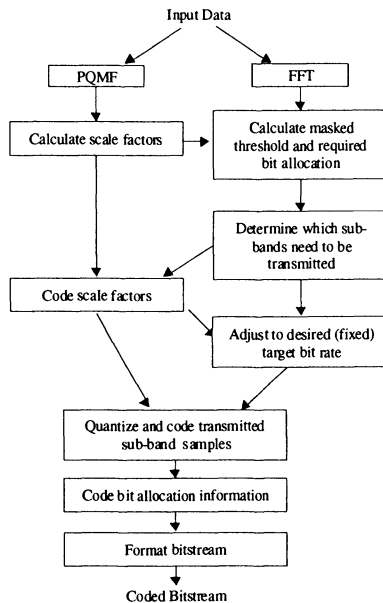 Input Data
PQMF
FFT
Calculate scale factors
Calculate masked
threshold and required
bit allocation
Determine which sub-
bands need to be
transmitted
Code scale factors
Adjust to desired (fixed)
target bit rate
Quantize and code transmitted
sub-band samples
Code bit allocation information
Format bitstream
Coded Bitstream